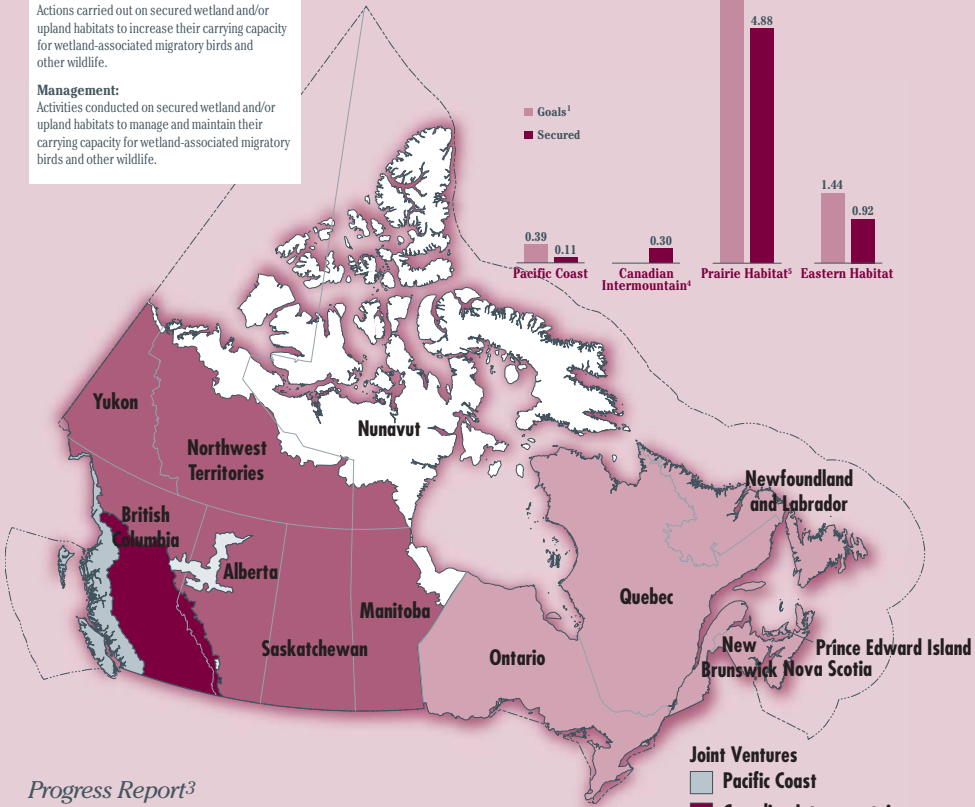 Actions carried out on secured wetland and/or
upland habitats to increase their carrying capacity
for wetland-associated migratory birds and
other wildlife.
Management:
Activities conducted on secured wetland and/or
upland habitats to manage and maintain their
carrying capacity for wetland-associated migratory
birds and other wildlife.
Goals¹
Secured
0.39
0.11
0.30
4.88
1.44
0.92
Pacific Coast
Canadian
Intermountain⁴
Prairie Habitat⁵
Eastern Habitat
Yukon
Northwest
Territories
Nunavut
British
Columbia
Alberta
Saskatchewan
Manitoba
Ontario
Quebec
Newfoundland
and Labrador
New
Brunswick
Nova Scotia
Prince Edward Island
Progress Report³
Joint Ventures
Pacific Coast